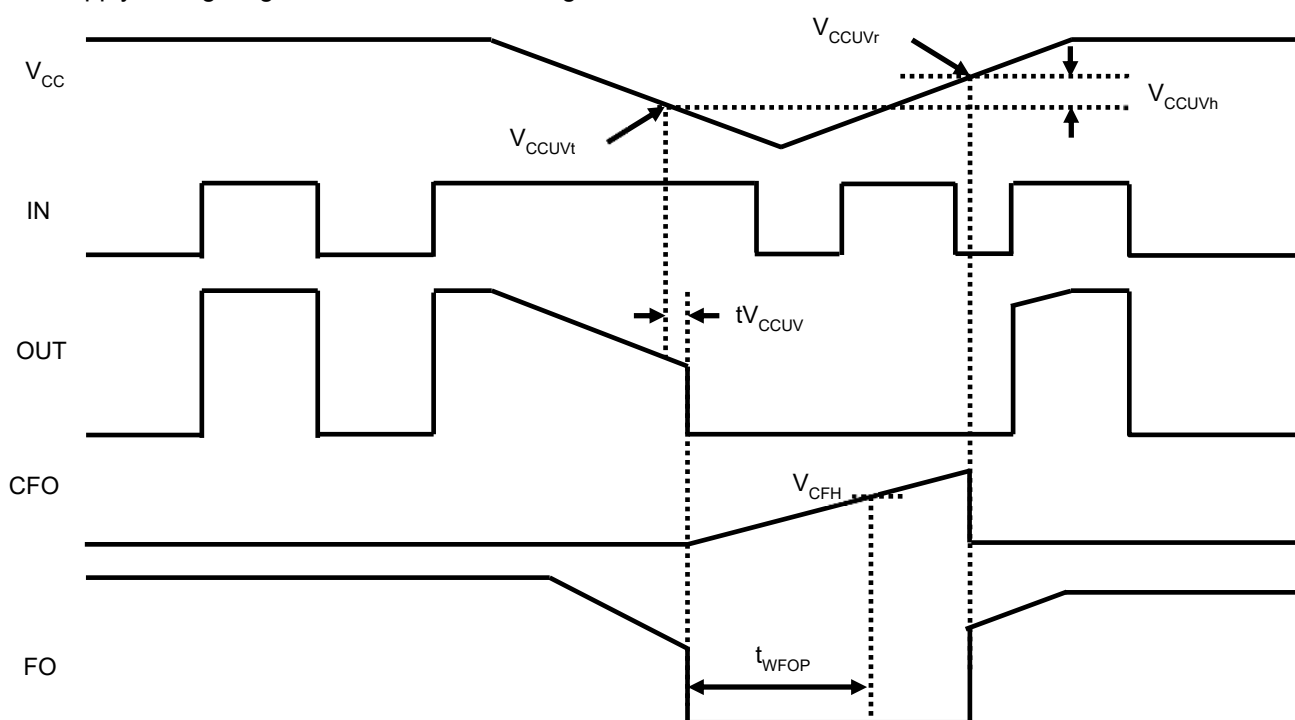 V_CCUVr
V_CC
V_CCUVh
V_CCUVt
IN
tV_CCUV
OUT
CFO
V_CFH
t_WFOP
FO